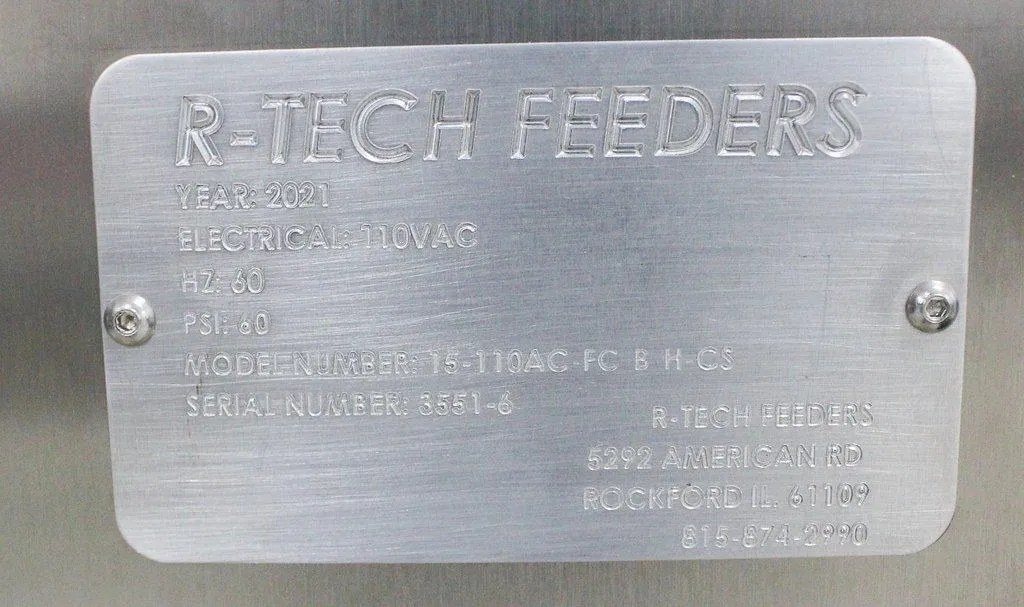 R-TECH FEEDERS
YEAR: 2021
ELECTRICAL: 110VAC
HZ: 60
PSI: 60
MODEL NUMBER: 15-110AC-FC B H-CS
SERIAL NUMBER: 3551-6
R-TECH FEEDERS
5292 AMERICAN RD
ROCKFORD IL. 61109
815-874-2990